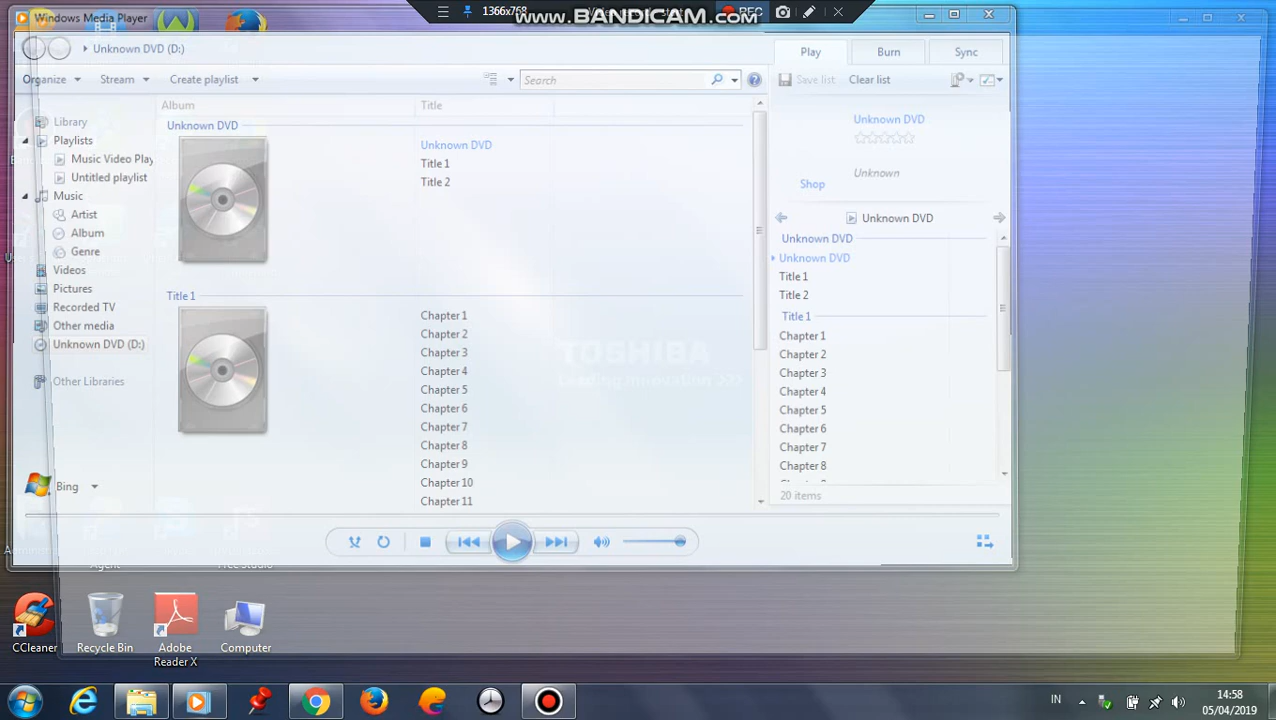 Windows Media Player
1366x768
www.BANDICAM.com
REC
Unknown DVD (D:)
Play
Burn
Sync
Organize
Stream
Create playlist
Search
Save list
Clear list
Album
Title
Library
Playlists
Music Video Play
Untitled playlist
Music
Artist
Album
Genre
Videos
Pictures
Recorded TV
Other media
Unknown DVD (D:)
Other Libraries
Bing
Unknown DVD
Unknown DVD
Title 1
Title 2
Title 1
Chapter 1
Chapter 2
Chapter 3
Chapter 4
Chapter 5
Chapter 6
Chapter 7
Chapter 8
Chapter 9
Chapter 10
Chapter 11
TOSHIBA
Leading Innovation >>>
Unknown DVD
Unknown
Shop
Unknown DVD
Unknown DVD
Unknown DVD
Title 1
Title 2
Title 1
Chapter 1
Chapter 2
Chapter 3
Chapter 4
Chapter 5
Chapter 6
Chapter 7
Chapter 8
20 items
Agent
Free Studio
CCleaner
Recycle Bin
Adobe
Reader X
Computer
IN
14:58
05/04/2019